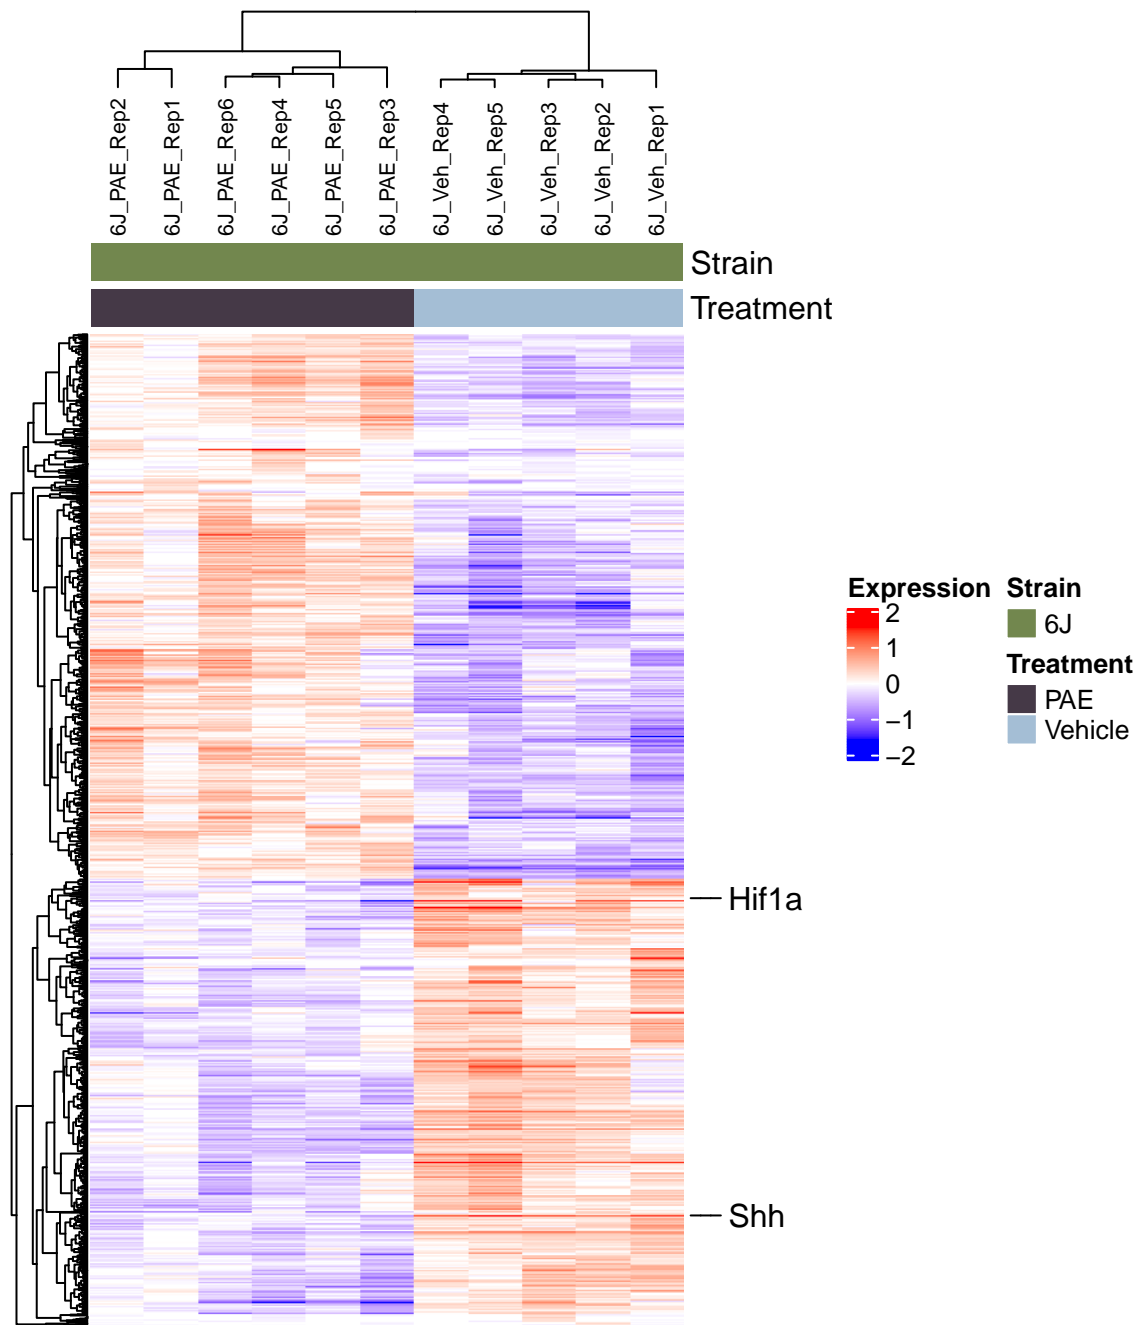 6J_PAE_Rep2
6J_PAE_Rep1
6J_PAE_Rep6
6J_PAE_Rep4
6J_PAE_Rep5
6J_PAE_Rep3
6J_Veh_Rep4
6J_Veh_Rep5
6J_Veh_Rep3
6J_Veh_Rep2
6J_Veh_Rep1
Strain
Treatment
Hif1a
Shh
Expression
2
1
0
−1
−2
Strain
6J
Treatment
PAE
Vehicle